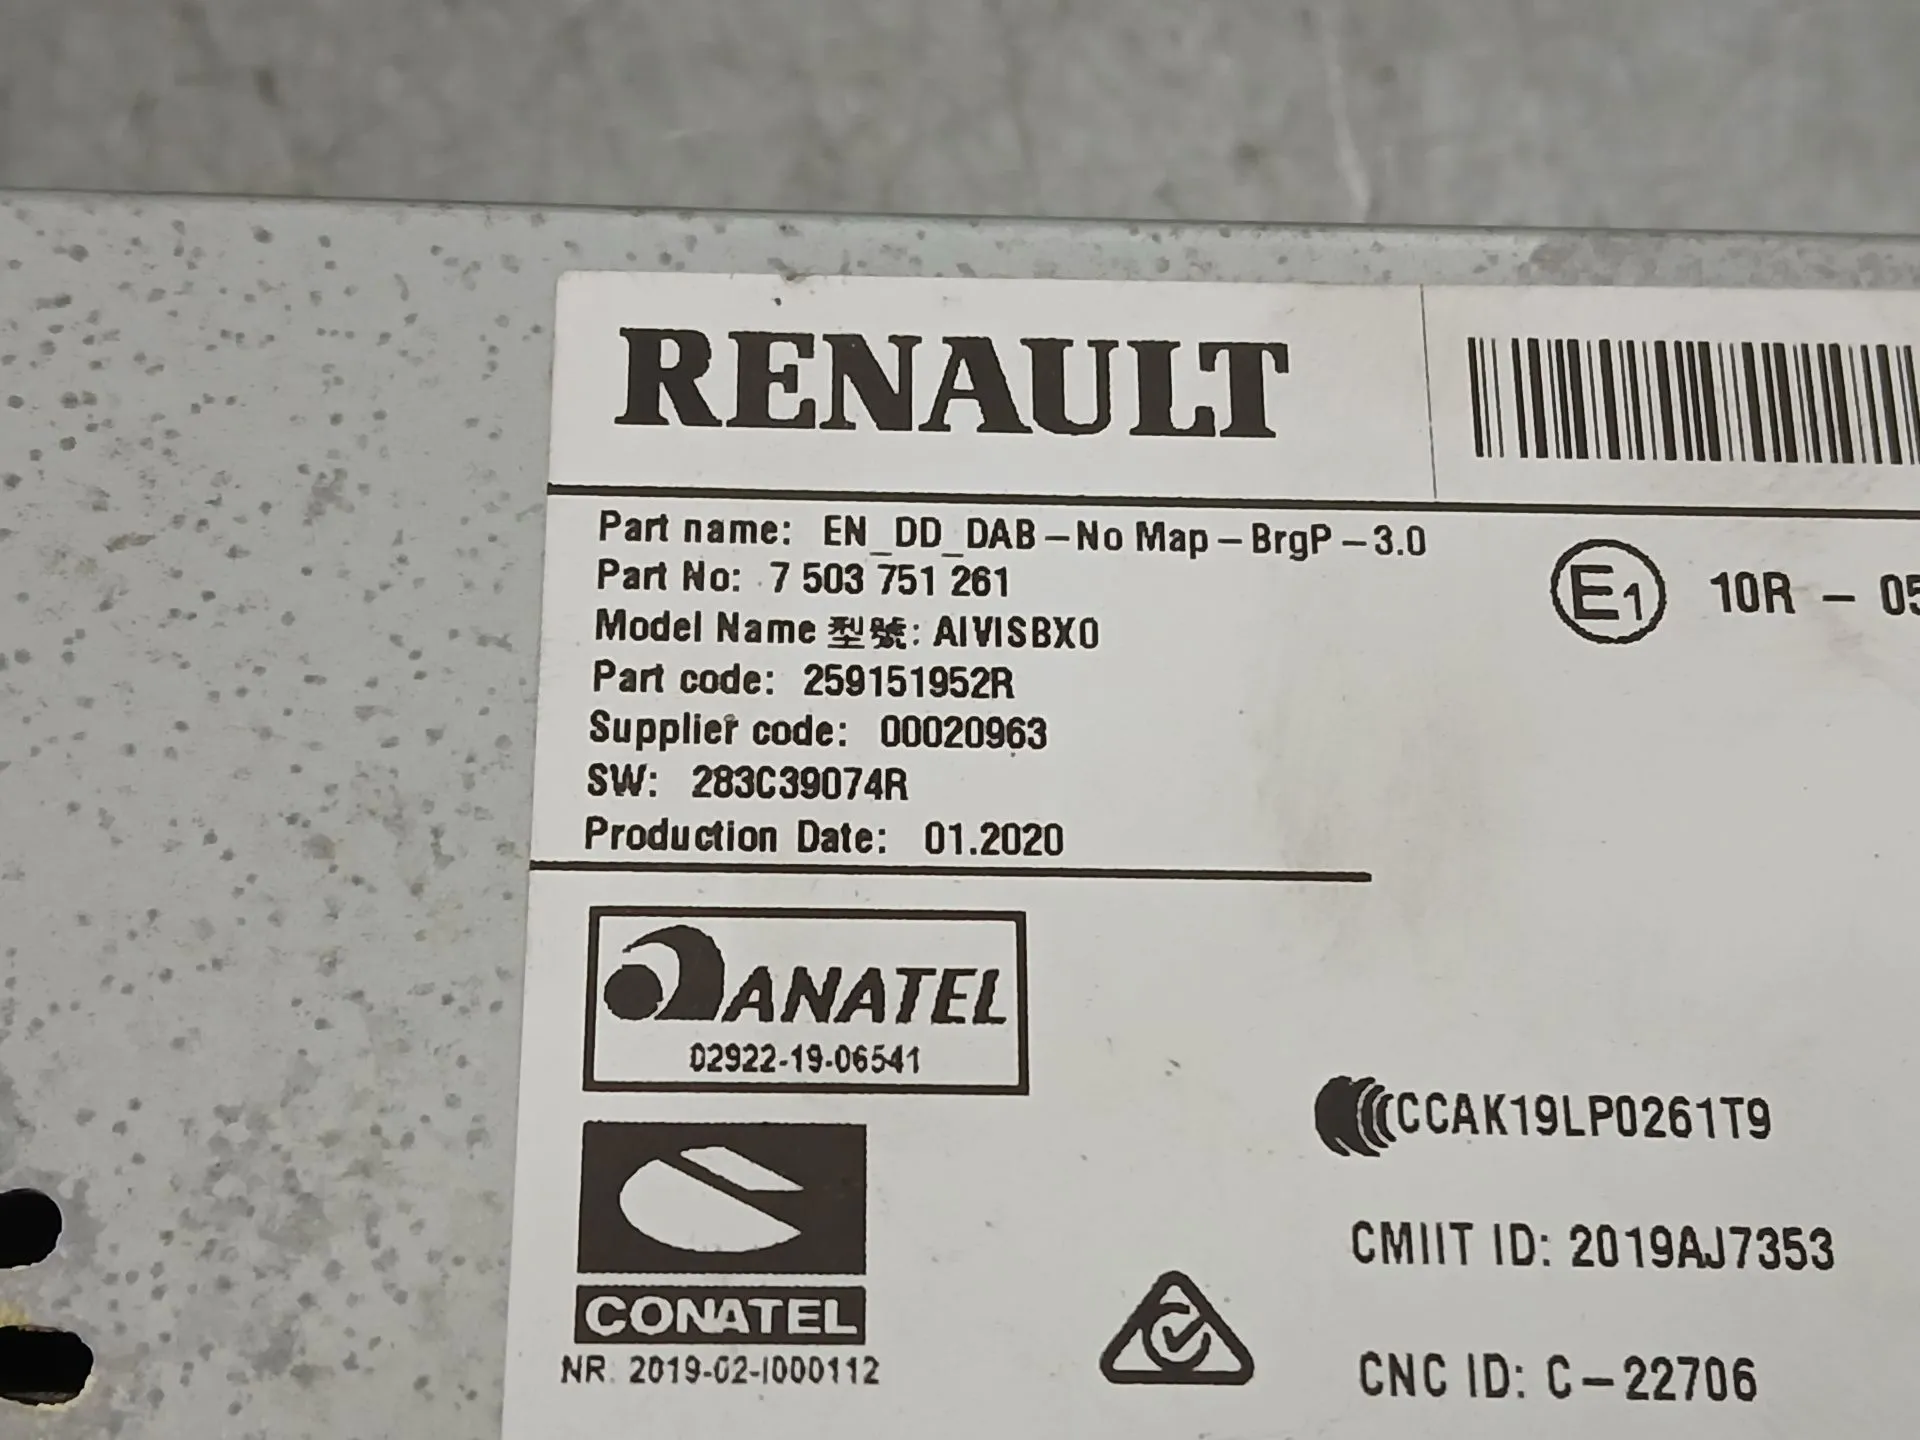 RENAULT
Part name: EN_DD_DAB-No Map-BrgP-3.0
Part No: 7 503 751 261
Model Name 型號: AIVISBX0
Part code: 259151952R
Supplier code: 00020963
SW: 283C39074R
Production Date: 01.2020
E1 10R - 05
ANATEL
02922-19-06541
CCAK19LP0261T9
CONATEL
NR: 2019-02-I000112
CMIIT ID: 2019AJ7353
CNC ID: C-22706